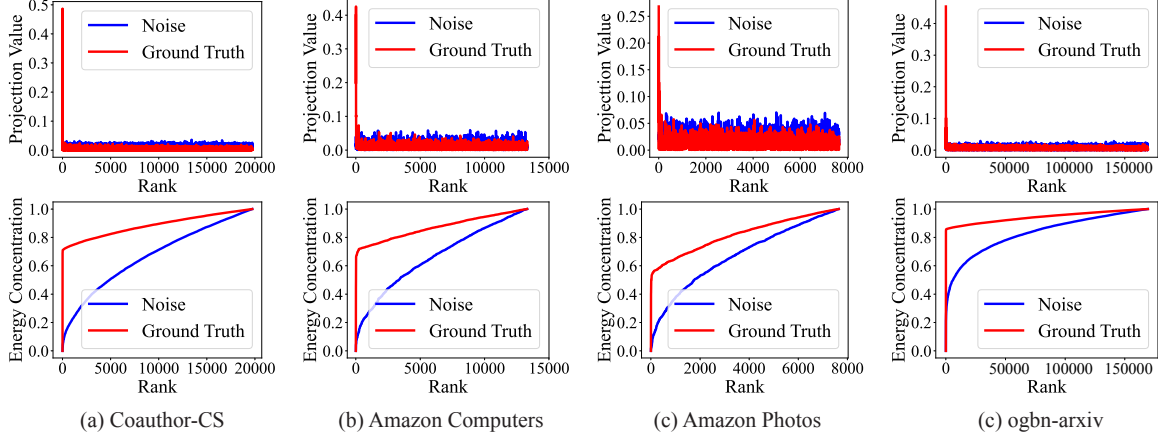 0.5
0.4
0.3
0.2
0.1
0.0
Projecttion Value
Noise
Ground Truth
0
5000
10000
15000
20000
Rank
0.4
0.3
0.2
0.1
0.0
Projecttion Value
Noise
Ground Truth
0
5000
10000
15000
Rank
0.25
0.20
0.15
0.10
0.05
0.00
Projecttion Value
Noise
Ground Truth
0
2000
4000
6000
8000
Rank
0.4
0.3
0.2
0.1
0.0
Projecttion Value
Noise
Ground Truth
0
50000
100000
150000
Rank
1.0
0.8
0.6
0.4
0.2
0.0
Energy Concentration
Noise
Ground Truth
0
5000
10000
15000
20000
Rank
1.0
0.8
0.6
0.4
0.2
0.0
Energy Concentration
Noise
Ground Truth
0
5000
10000
15000
Rank
1.0
0.8
0.6
0.4
0.2
0.0
Energy Concentration
Noise
Ground Truth
0
2000
4000
6000
8000
Rank
1.0
0.8
0.6
0.4
0.2
0.0
Energy Concentration
Noise
Ground Truth
0
50000
100000
150000
Rank
(a) Coauthor-CS
(b) Amazon Computers
(c) Amazon Photos
(c) ogbn-arxiv